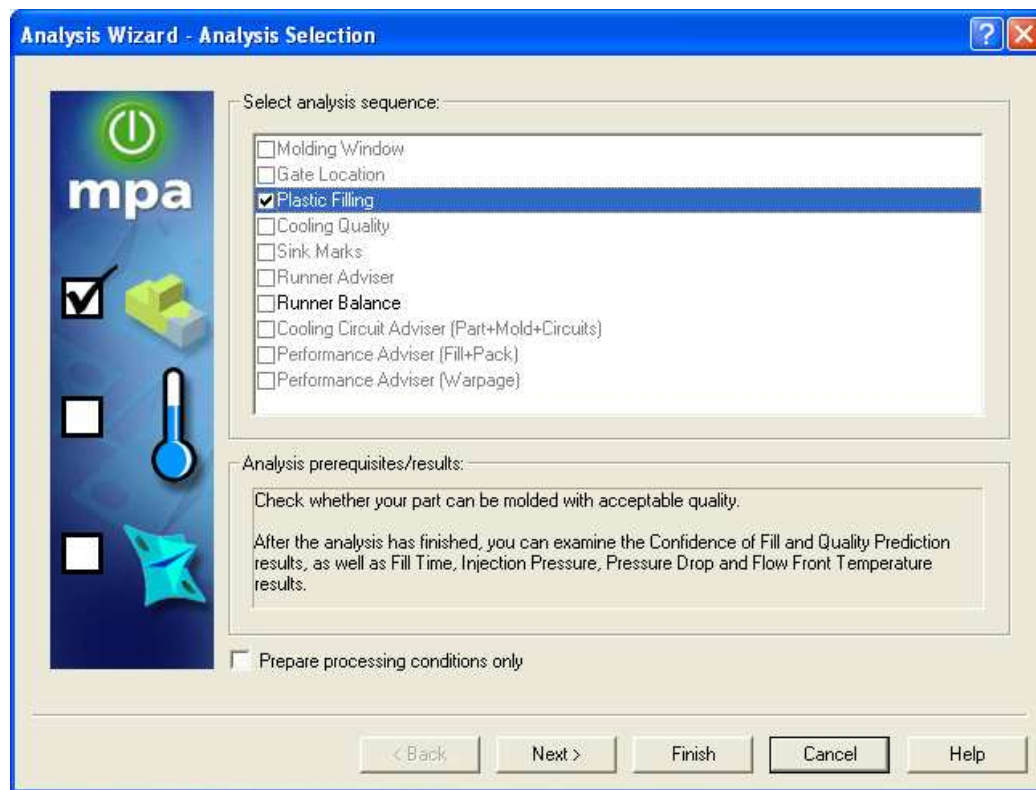 Analysis Wizard - Analysis Selection
mpa
Select analysis sequence:
Molding Window
Gate Location
Plastic Filling
Cooling Quality
Sink Marks
Runner Adviser
Runner Balance
Cooling Circuit Adviser (Part+Mold+Circuits)
Performance Adviser (Fill+Pack)
Performance Adviser (Warpage)
Analysis prerequisites/results:
Check whether your part can be molded with acceptable quality.
After the analysis has finished, you can examine the Confidence of Fill and Quality Prediction
results, as well as Fill Time, Injection Pressure, Pressure Drop and Flow Front Temperature
results.
Prepare processing conditions only
< Back Next > Finish Cancel Help